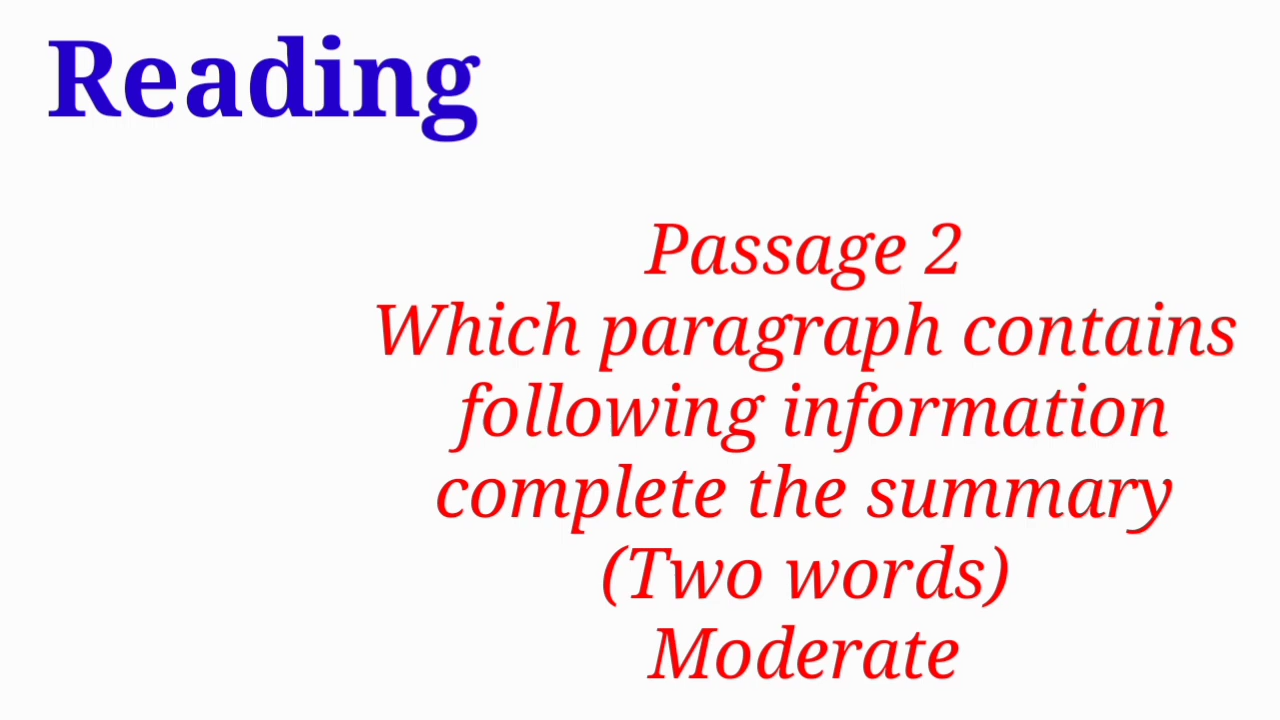 Reading
Passage 2
Which paragraph contains
following information
complete the summary
(Two words)
Moderate